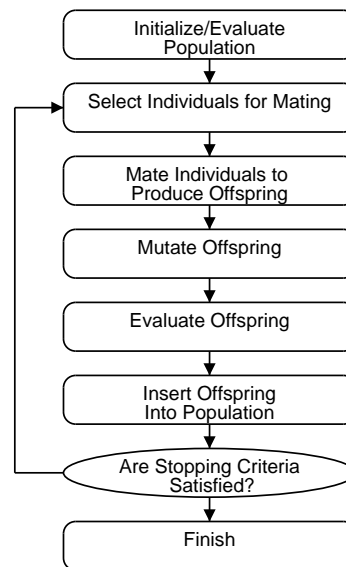 Initialize/Evaluate
Population
Select Individuals for Mating
Mate Individuals to
Produce Offspring
Mutate Offspring
Evaluate Offspring
Insert Offspring
Into Population
Are Stopping Criteria
Satisfied?
Finish